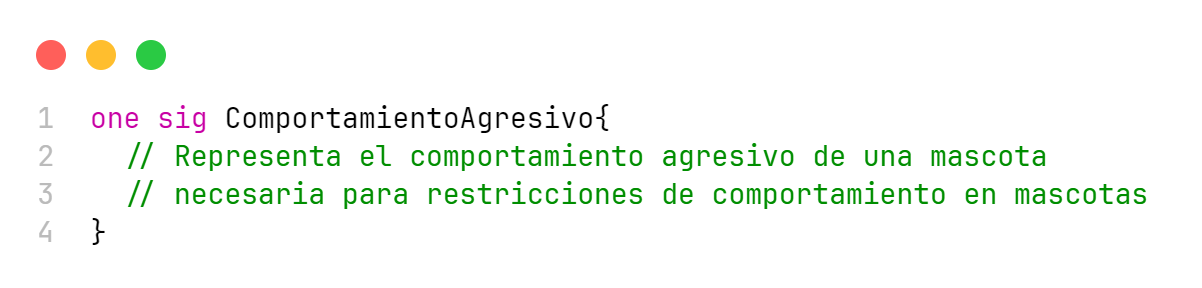 1 one sig ComportamientoAgresivo{
2 // Representa el comportamiento agresivo de una mascota
3 // necesaria para restricciones de comportamiento en mascotas
4 }